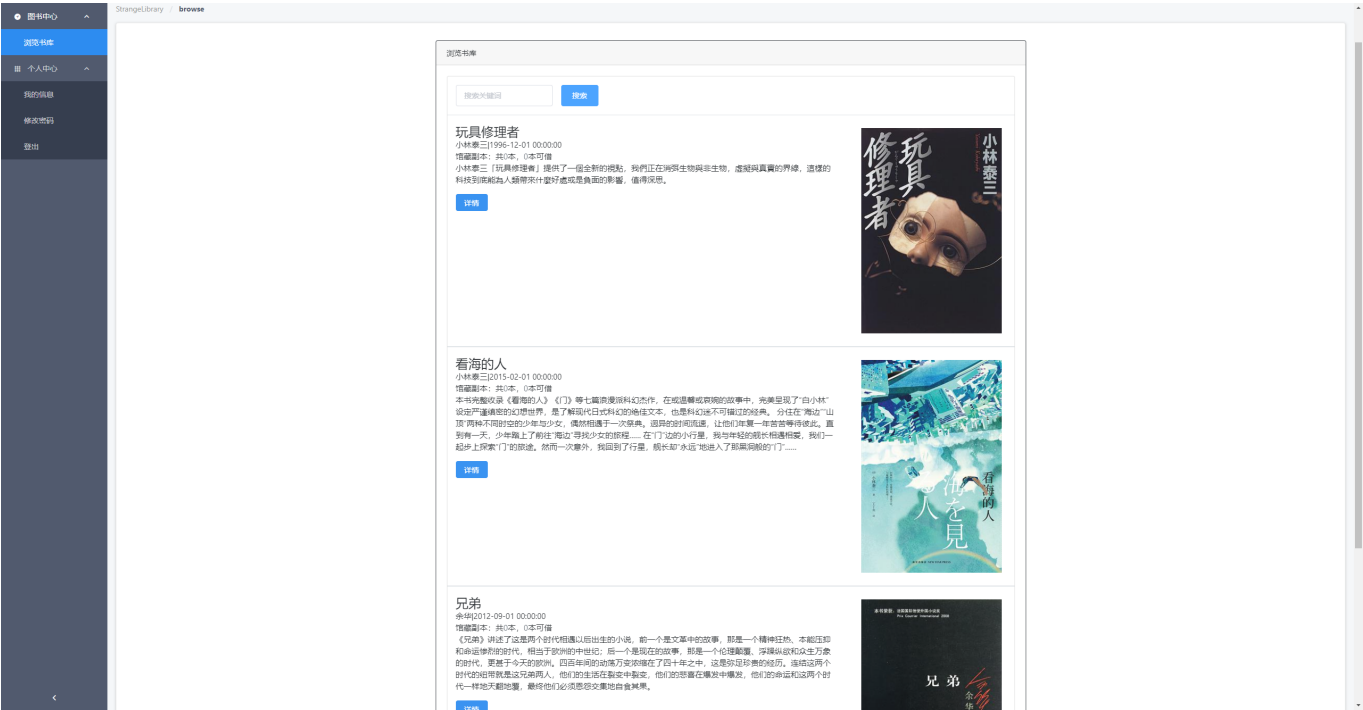 图书中心
StrangeLibrary / browse
浏览书库
个人中心
我的信息
修改密码
登出
浏览书库
搜索关键词
搜索
玩具修理者
小林泰三|1996-12-01 00:00:00
馆藏副本：共0本，0本可借
小林泰三「玩具修理者」提供了一個全新的視點，我們正在消弭生物與非生物，虛擬與真實的界線，這樣的
科技到底能為人類帶來什麼好處或是負面的影響，值得深思。
详情
小林泰三
玩具
修理者
看海的人
小林泰三|2015-02-01 00:00:00
馆藏副本：共0本，0本可借
本书完整收录《看海的人》《门》等七篇浪漫派科幻杰作，在或温馨或哀婉的故事中，完美呈现了“白小林”
设定严谨缜密的幻想世界，是了解现代日式科幻的绝佳文本，也是科幻迷不可错过的经典。 分住在“海边”“山
顶”两种不同时空的少年与少女，偶然相遇于一次祭典。迥异的时间流速，让他们年复一年苦苦等待彼此。直
到有一天，少年踏上了前往“海边”寻找少女的旅程…… 在“门”边的小行星，我与年轻的舰长相遇相爱，我们一
起步上探索“门”的旅途。然而一次意外，我回到了行星，舰长却“永远”地进入了那黑洞般的“门”……
详情
看海的人
海を見
人
兄弟
余华|2012-09-01 00:00:00
馆藏副本：共0本，0本可借
《兄弟》讲述了这是两个时代相遇以后出生的小说，前一个是文革中的故事，那是一个精神狂热、本能压抑
和命运惨烈的时代，相当于欧洲的中世纪；后一个是现在的故事，那是一个伦理颠覆、浮躁纵欲和众生万象
的时代，更甚于今天的欧洲。四百年间的动荡万变浓缩在了四十年之中，这是弥足珍贵的经历。连结这两个
时代的纽带就是这兄弟两人，他们的生活在裂变中裂变，他们的悲喜在爆发中爆发，他们的命运和这两个时
代一样地天翻地覆，最终他们必须恩怨交集地自食其果。
详情
Prix Courrier International 2008
兄弟
余华